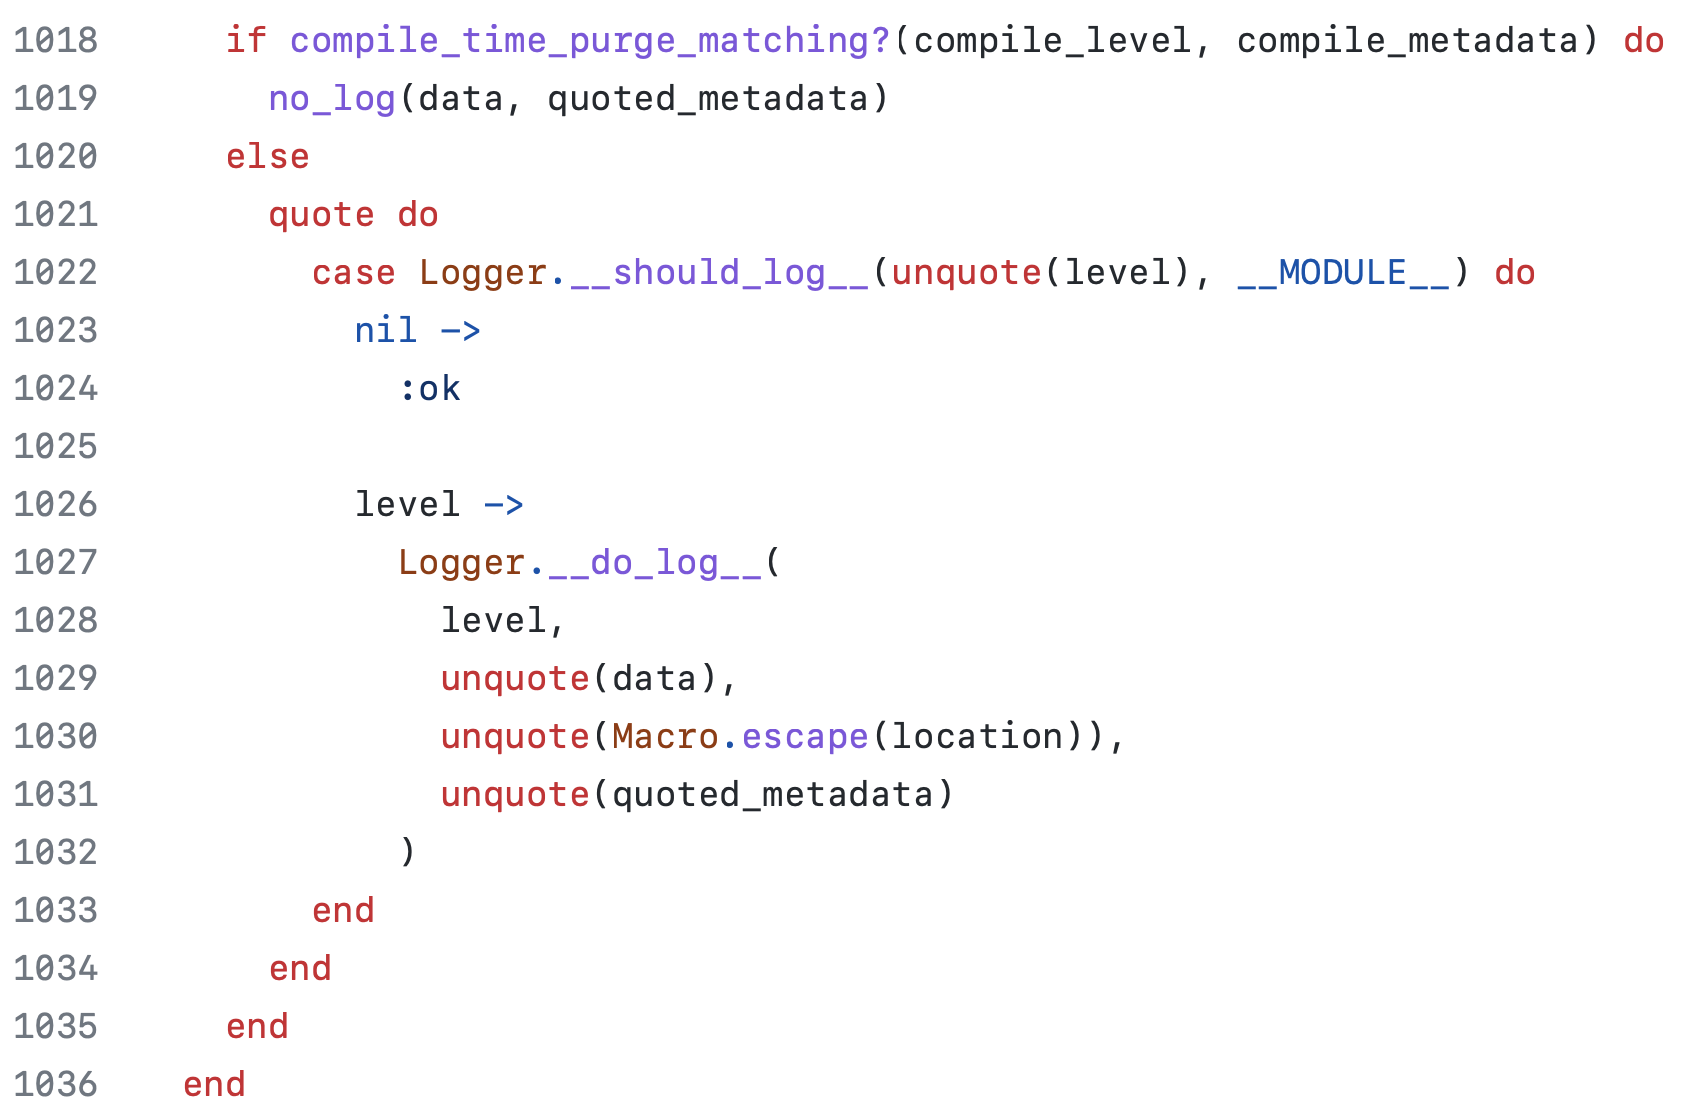 1018      if compile_time_purge_matching?(compile_level, compile_metadata) do
1019        no_log(data, quoted_metadata)
1020      else
1021        quote do
1022          case Logger.__should_log__(unquote(level), __MODULE__) do
1023            nil ->
1024              :ok
1025
1026            level ->
1027              Logger.__do_log__(
1028                level,
1029                unquote(data),
1030                unquote(Macro.escape(location)),
1031                unquote(quoted_metadata)
1032              )
1033          end
1034        end
1035      end
1036    end